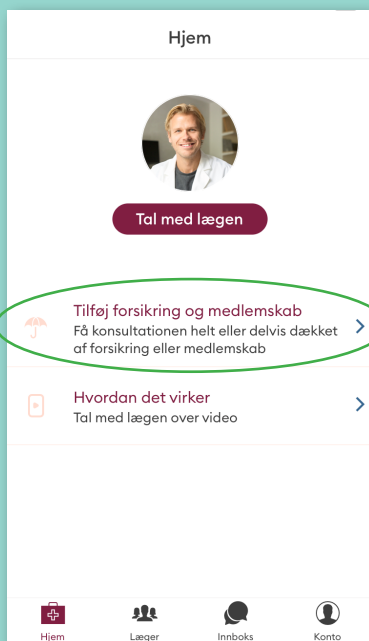 Hjem
Tal med lægen
Tilføj forsikring og medlemskab
Få konsultationen helt eller delvis dækket
af forsikring eller medlemskab
Hvordan det virker
Tal med lægen over video
Hjem
Læger
Innboks
Konto